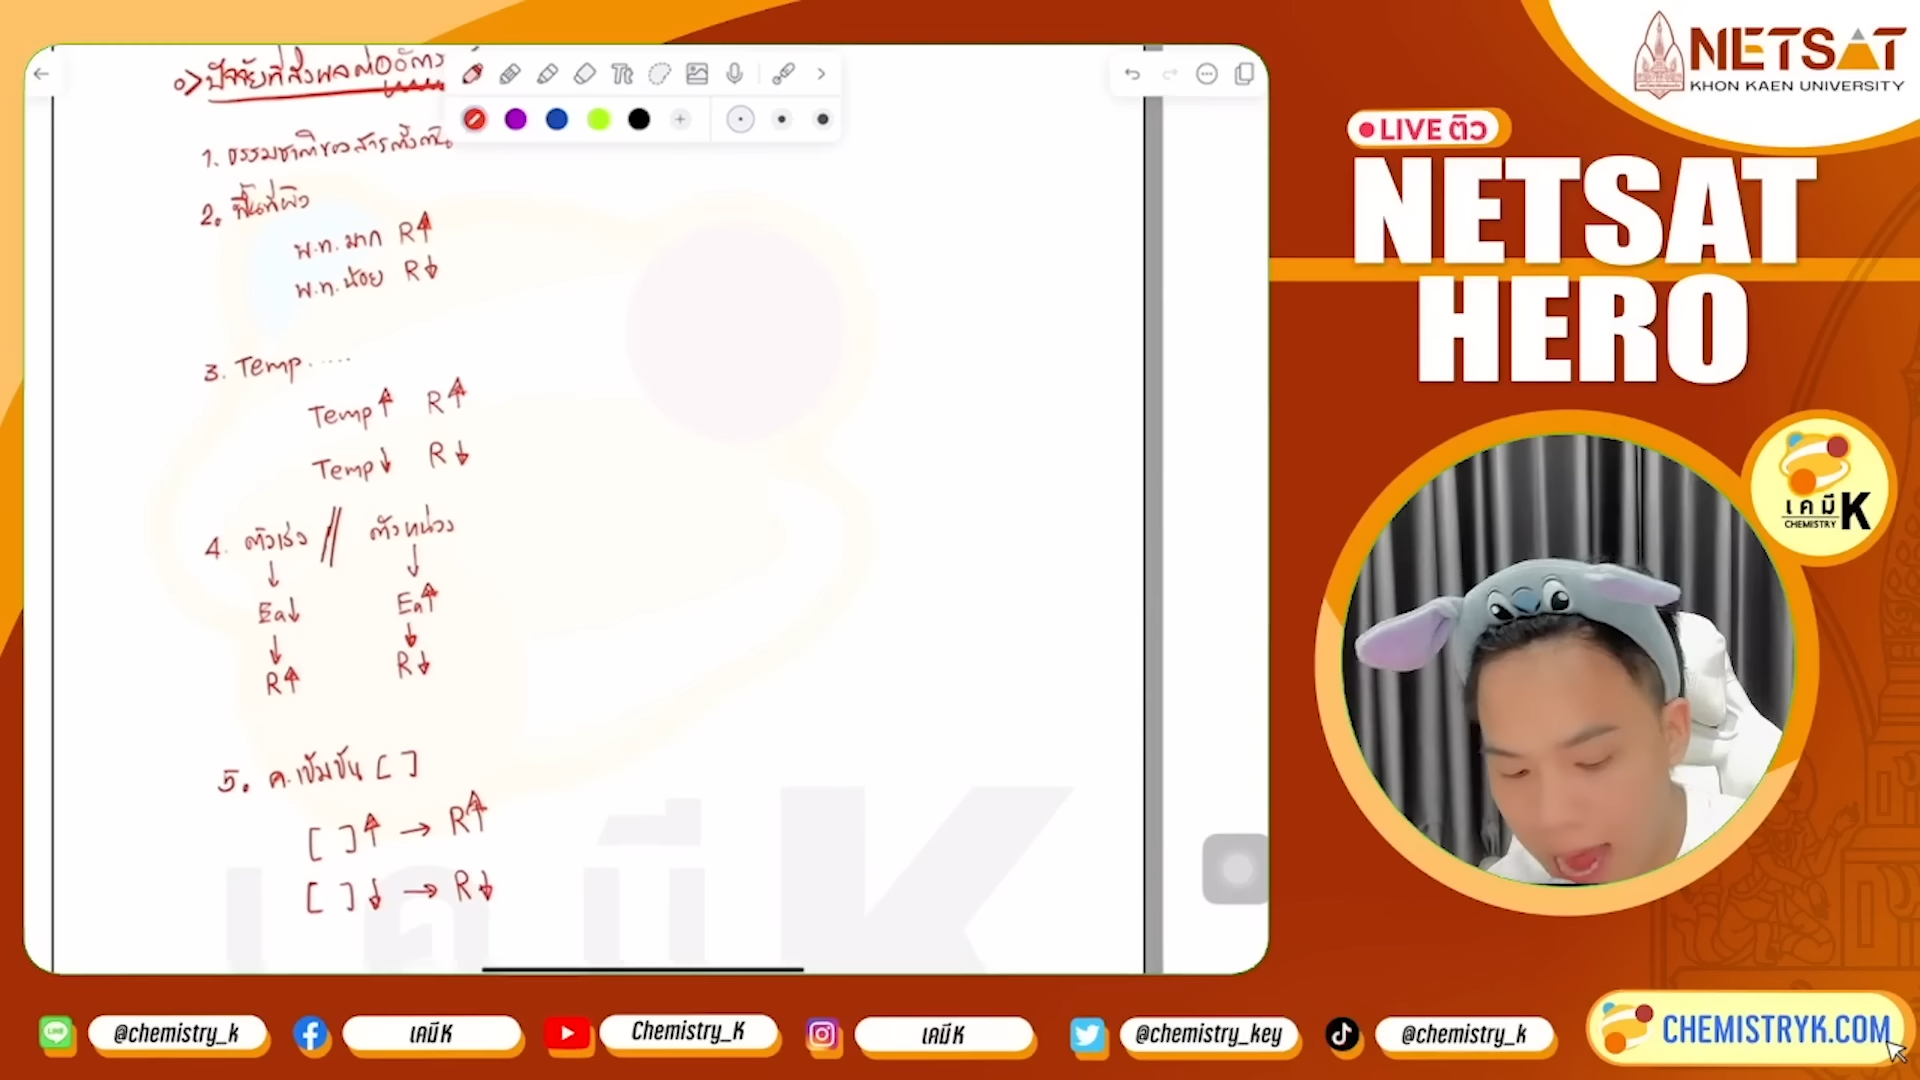 ๐> ปัจจัยที่ส่งผลต่ออัตรา
1. ธรรมชาติของสารตั้งต้น
2. พื้นที่ผิว
พ.ท. มาก R↑
พ.ท. น้อย R↓
3. Temp.....
Temp↑ R↑
Temp↓ R↓
4. ตัวเร่ง // ตัวหน่วง
↓ ↓
Ea↓ Ea↑
↓ ↓
R↑ R↓
5. ค.เข้มข้น [ ]
[ ]↑ → R↑
[ ]↓ → R↓
เคมี K
NETSAT
KHON KAEN UNIVERSITY
LIVE ติว
NETSAT
HERO
เคมี K
CHEMISTRY
LINE
@chemistry_k
เคมี K
Chemistry_K
เคมี K
@chemistry_key
@chemistry_k
CHEMISTRYK.COM